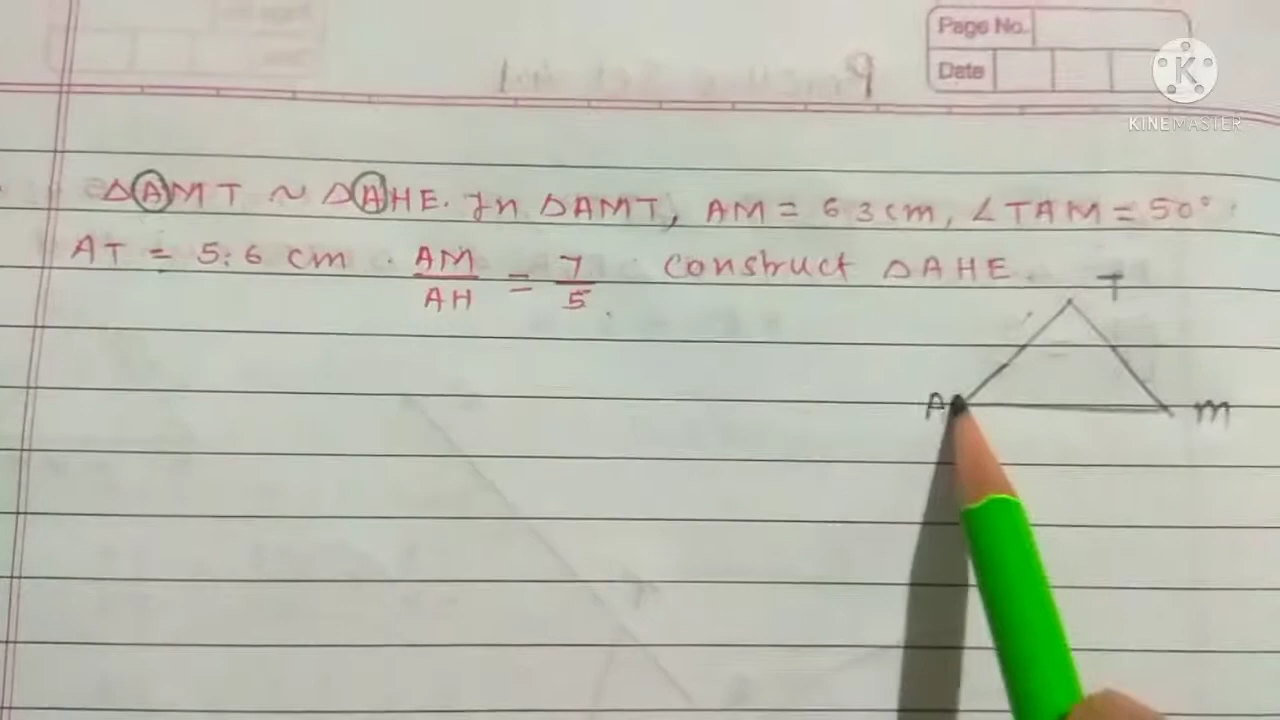 Page No.
Date
K
KINEMASTER
△AMT ~ △AHE. In △AMT, AM = 6 3 cm, ∠TAM = 50°
AT = 5.6 cm . AM/AH = 7/5. construct △AHE.
T
A
M